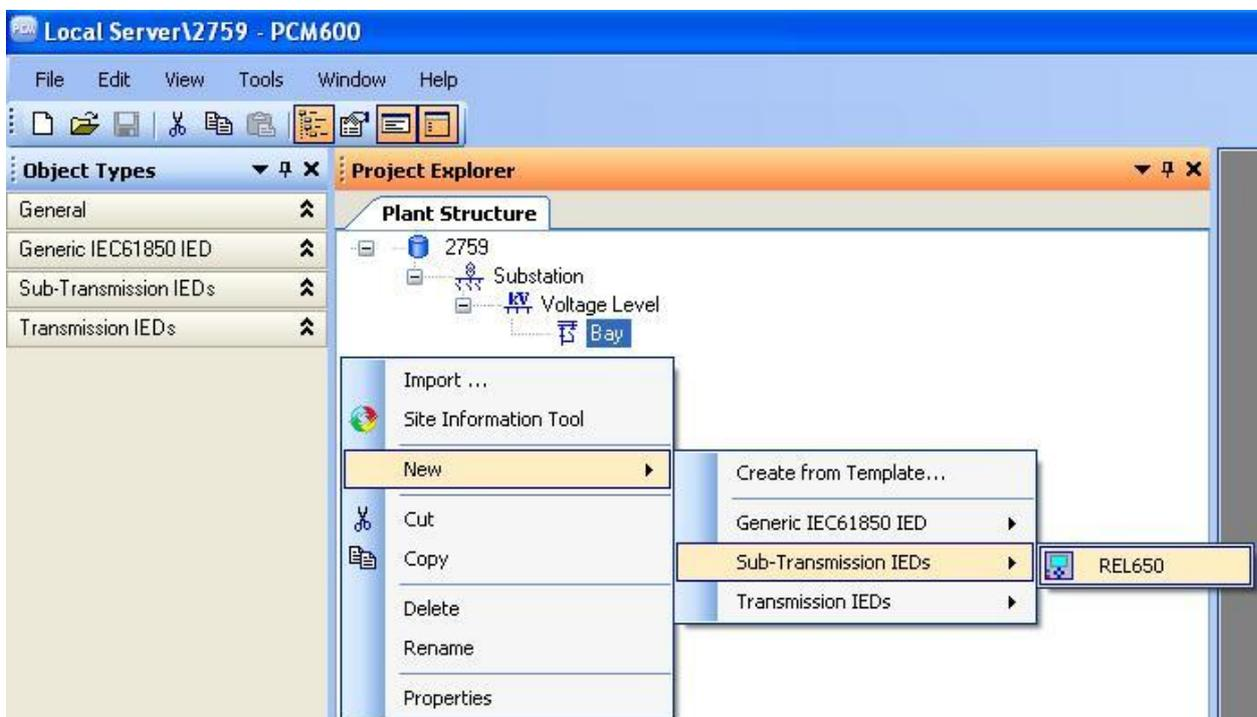 Local Server\2759 - PCM600
File Edit View Tools Window Help
Object Types
General
Generic IEC61850 IED
Sub-Transmission IEDs
Transmission IEDs
Project Explorer
Plant Structure
2759
Substation
kV Voltage Level
Bay
Import ...
Site Information Tool
New
Cut
Copy
Delete
Rename
Properties
Create from Template...
Generic IEC61850 IED
Sub-Transmission IEDs
Transmission IEDs
REL650